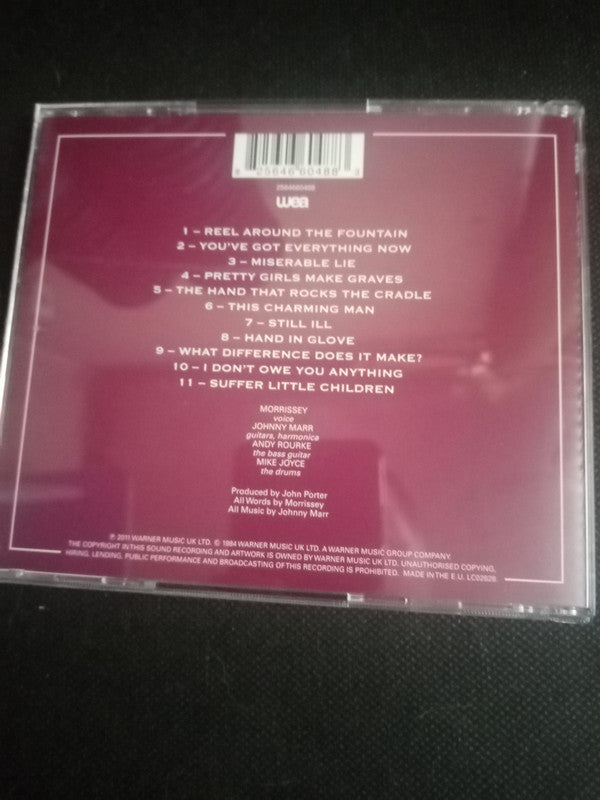 8 25646 60488 3
2564660488
wea
1 – REEL AROUND THE FOUNTAIN
2 – YOU'VE GOT EVERYTHING NOW
3 – MISERABLE LIE
4 – PRETTY GIRLS MAKE GRAVES
5 – THE HAND THAT ROCKS THE CRADLE
6 – THIS CHARMING MAN
7 – STILL ILL
8 – HAND IN GLOVE
9 – WHAT DIFFERENCE DOES IT MAKE?
10 – I DON'T OWE YOU ANYTHING
11 – SUFFER LITTLE CHILDREN
MORRISSEY
voice
JOHNNY MARR
guitars, harmonica
ANDY ROURKE
the bass guitar
MIKE JOYCE
the drums
Produced by John Porter
All Words by Morrissey
All Music by Johnny Marr
℗ 2011 WARNER MUSIC UK LTD. © 1984 WARNER MUSIC UK LTD. A WARNER MUSIC GROUP COMPANY.
THE COPYRIGHT IN THIS SOUND RECORDING AND ARTWORK IS OWNED BY WARNER MUSIC UK LTD. UNAUTHORISED COPYING,
HIRING, LENDING, PUBLIC PERFORMANCE AND BROADCASTING OF THIS RECORDING IS PROHIBITED. MADE IN THE E.U. LC02828.